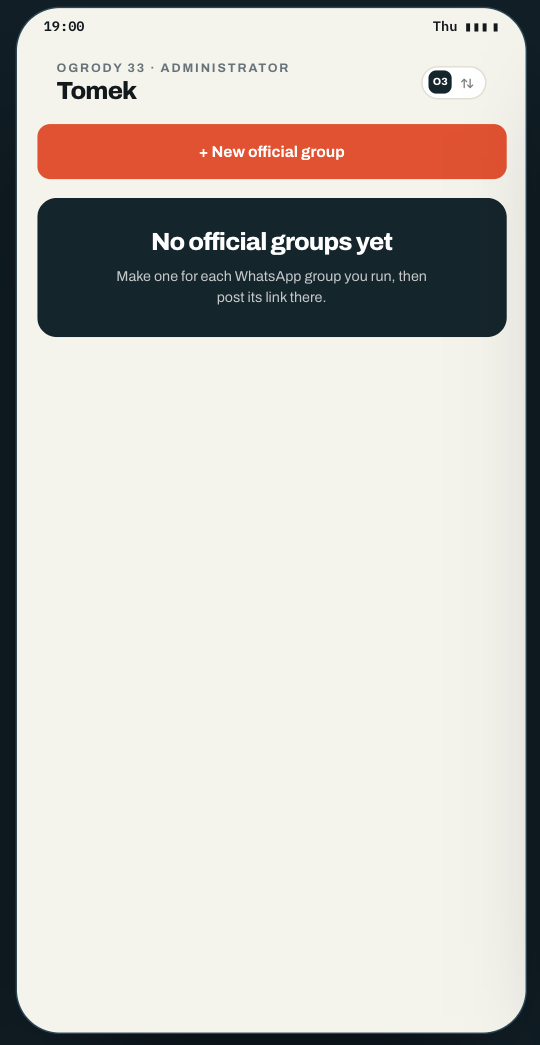 19:00
Thu
OGRODY 33 · ADMINISTRATOR
Tomek
O3
+ New official group
No official groups yet
Make one for each WhatsApp group you run, then
post its link there.